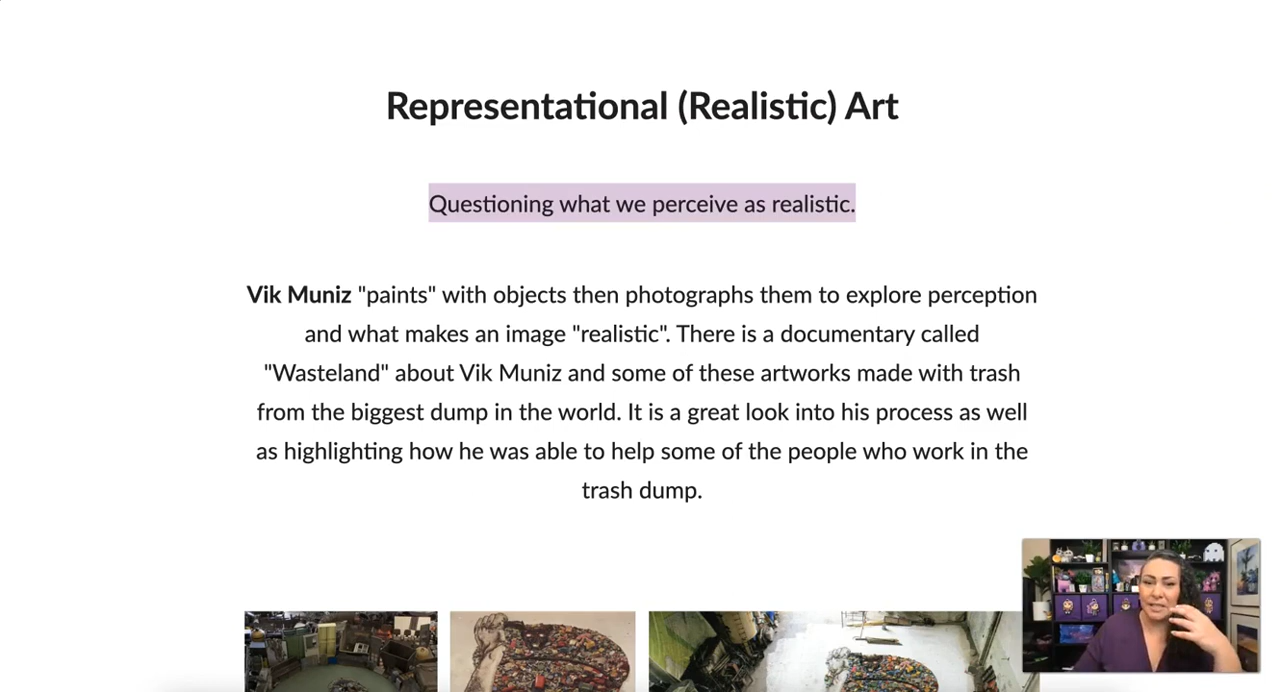 Representational (Realistic) Art
Questioning what we perceive as realistic.
Vik Muniz "paints" with objects then photographs them to explore perception
and what makes an image "realistic". There is a documentary called
"Wasteland" about Vik Muniz and some of these artworks made with trash
from the biggest dump in the world. It is a great look into his process as well
as highlighting how he was able to help some of the people who work in the
trash dump.